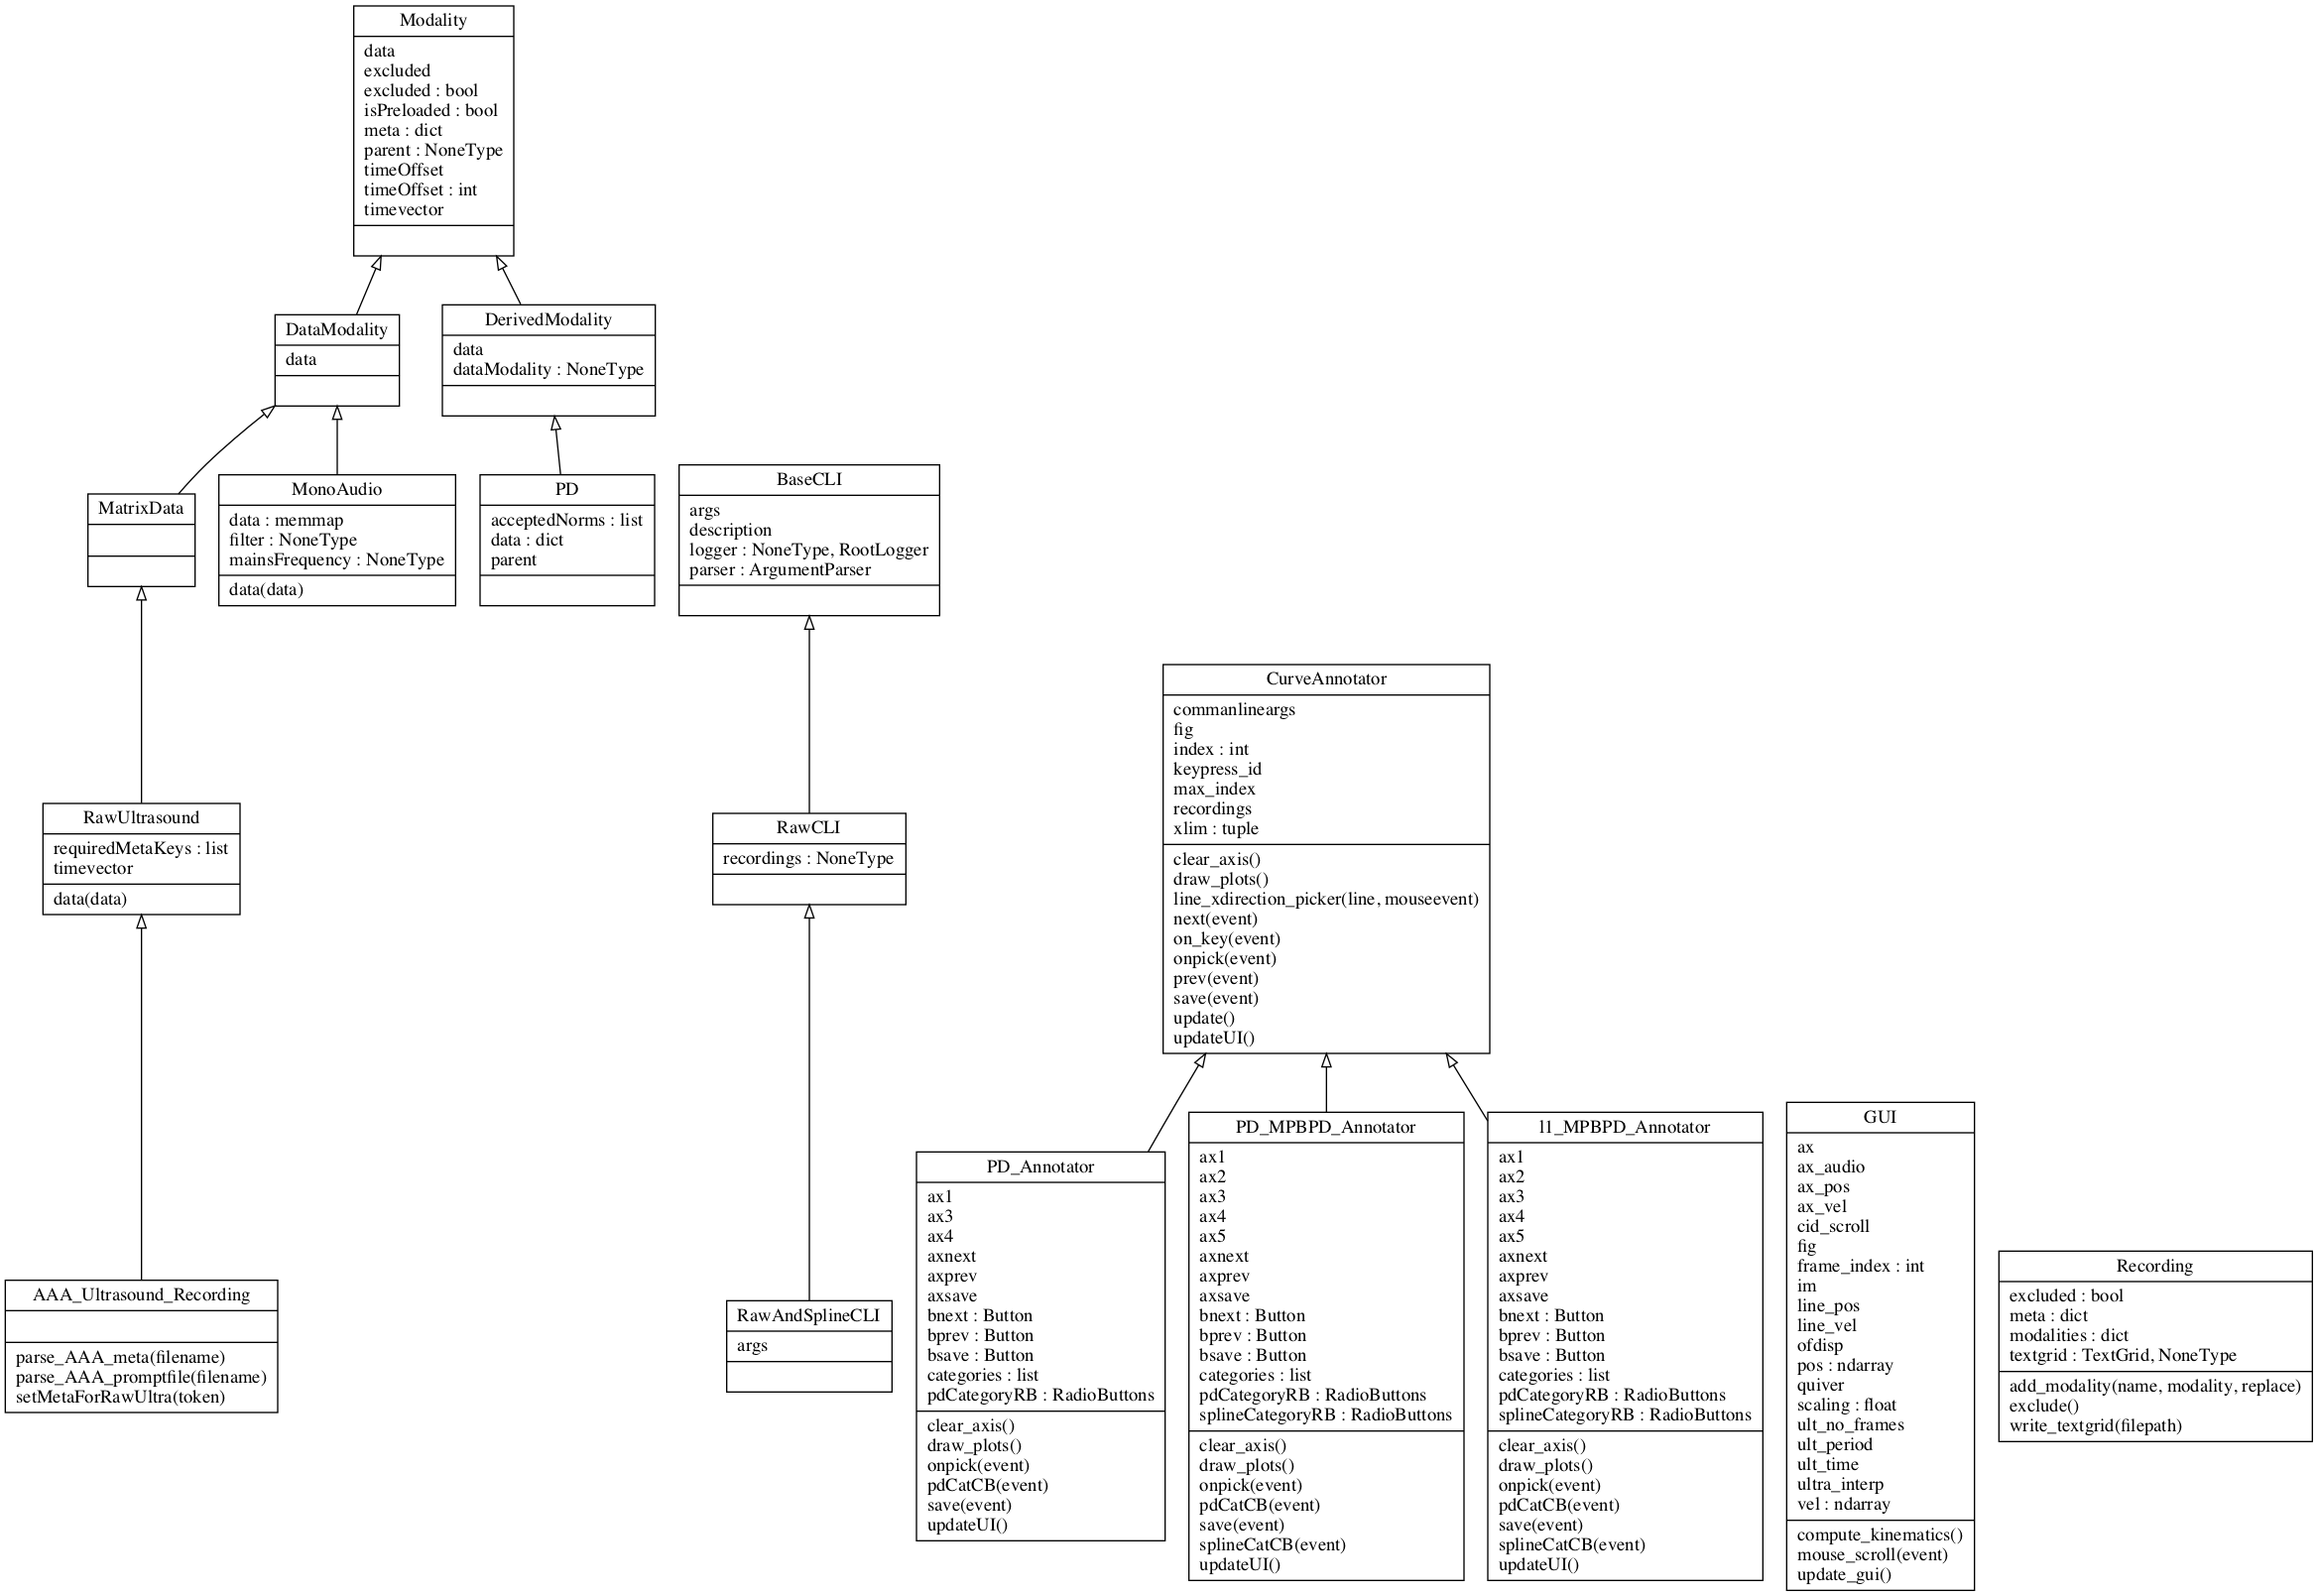 Modality
data
excluded
excluded : bool
isPreloaded : bool
meta : dict
parent : NoneType
timeOffset
timeOffset : int
timevector
DataModality
data
DerivedModality
data
dataModality : NoneType
MatrixData
MonoAudio
data : memmap
filter : NoneType
mainsFrequency : NoneType
data(data)
PD
acceptedNorms : list
data : dict
parent
BaseCLI
args
description
logger : NoneType, RootLogger
parser : ArgumentParser
RawUltrasound
requiredMetaKeys : list
timevector
data(data)
RawCLI
recordings : NoneType
CurveAnnotator
commanlineargs
fig
index : int
keypress_id
max_index
recordings
xlim : tuple
clear_axis()
draw_plots()
line_xdirection_picker(line, mouseevent)
next(event)
on_key(event)
onpick(event)
prev(event)
save(event)
update()
updateUI()
AAA_Ultrasound_Recording
parse_AAA_meta(filename)
parse_AAA_promptfile(filename)
setMetaForRawUltra(token)
RawAndSplineCLI
args
PD_Annotator
ax1
ax3
ax4
axnext
axprev
axsave
bnext : Button
bprev : Button
bsave : Button
categories : list
pdCategoryRB : RadioButtons
clear_axis()
draw_plots()
onpick(event)
pdCatCB(event)
save(event)
updateUI()
PD_MPBPD_Annotator
ax1
ax2
ax3
ax4
ax5
axnext
axprev
axsave
bnext : Button
bprev : Button
bsave : Button
categories : list
pdCategoryRB : RadioButtons
splineCategoryRB : RadioButtons
clear_axis()
draw_plots()
onpick(event)
pdCatCB(event)
save(event)
splineCatCB(event)
updateUI()
l1_MPBPD_Annotator
ax1
ax2
ax3
ax4
ax5
axnext
axprev
axsave
bnext : Button
bprev : Button
bsave : Button
categories : list
pdCategoryRB : RadioButtons
splineCategoryRB : RadioButtons
clear_axis()
draw_plots()
onpick(event)
pdCatCB(event)
save(event)
splineCatCB(event)
updateUI()
GUI
ax
ax_audio
ax_pos
ax_vel
cid_scroll
fig
frame_index : int
im
line_pos
line_vel
ofdisp
pos : ndarray
quiver
scaling : float
ult_no_frames
ult_period
ult_time
ultra_interp
vel : ndarray
compute_kinematics()
mouse_scroll(event)
update_gui()
Recording
excluded : bool
meta : dict
modalities : dict
textgrid : TextGrid, NoneType
add_modality(name, modality, replace)
exclude()
write_textgrid(filepath)